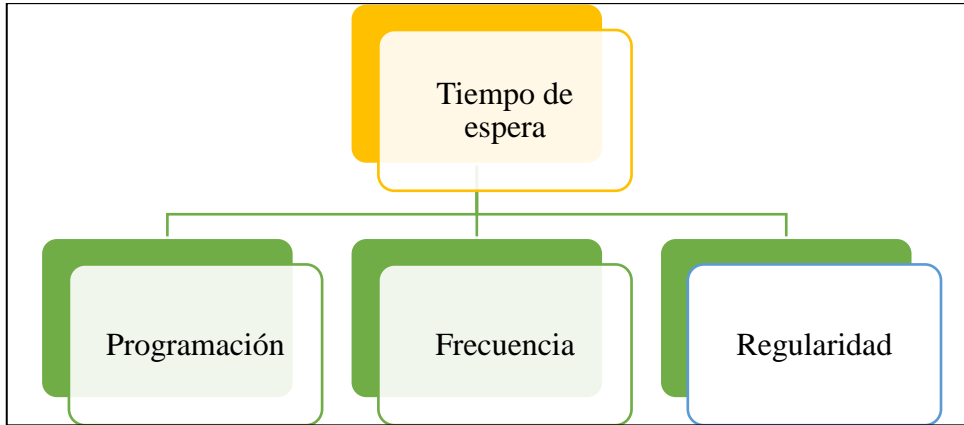 Tiempo de
espera
Programación
Frecuencia
Regularidad